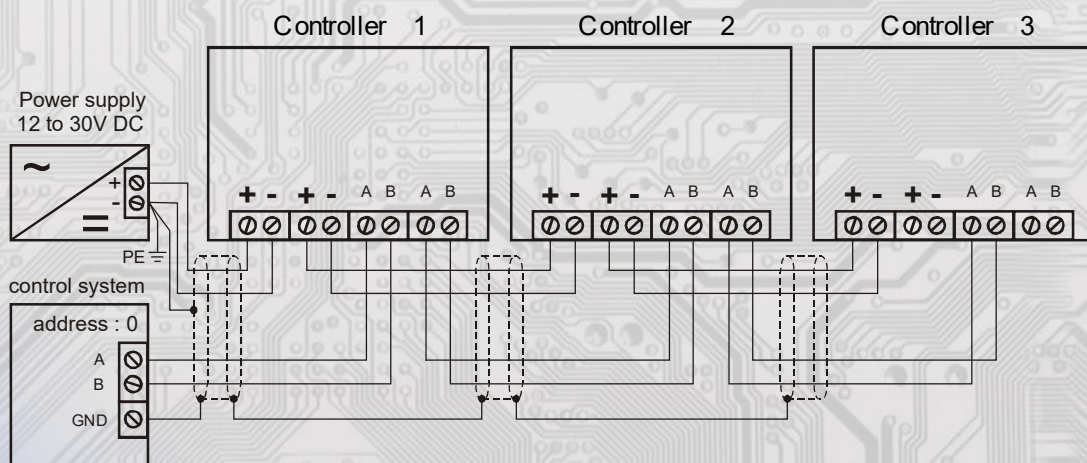 Controller 1 Controller 2 Controller 3
Power supply
12 to 30V DC
~
+
-
=
+ - + - A B A B
+ - + - A B A B
+ - + - A B A B
PE
control system
address : 0
A
B
GND